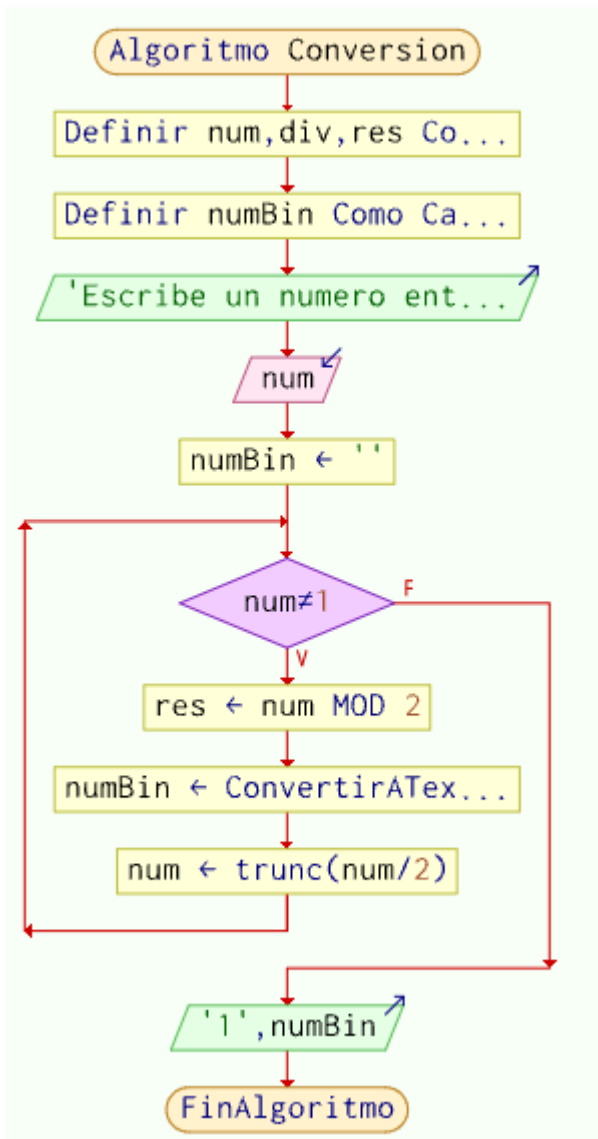 Algoritmo Conversion
Definir num,div,res Co...
Definir numBin Como Ca...
'Escribe un numero ent...
num
numBin ← ''
num≠1
F
V
res ← num MOD 2
numBin ← ConvertirATex...
num ← trunc(num/2)
'1',numBin
FinAlgoritmo